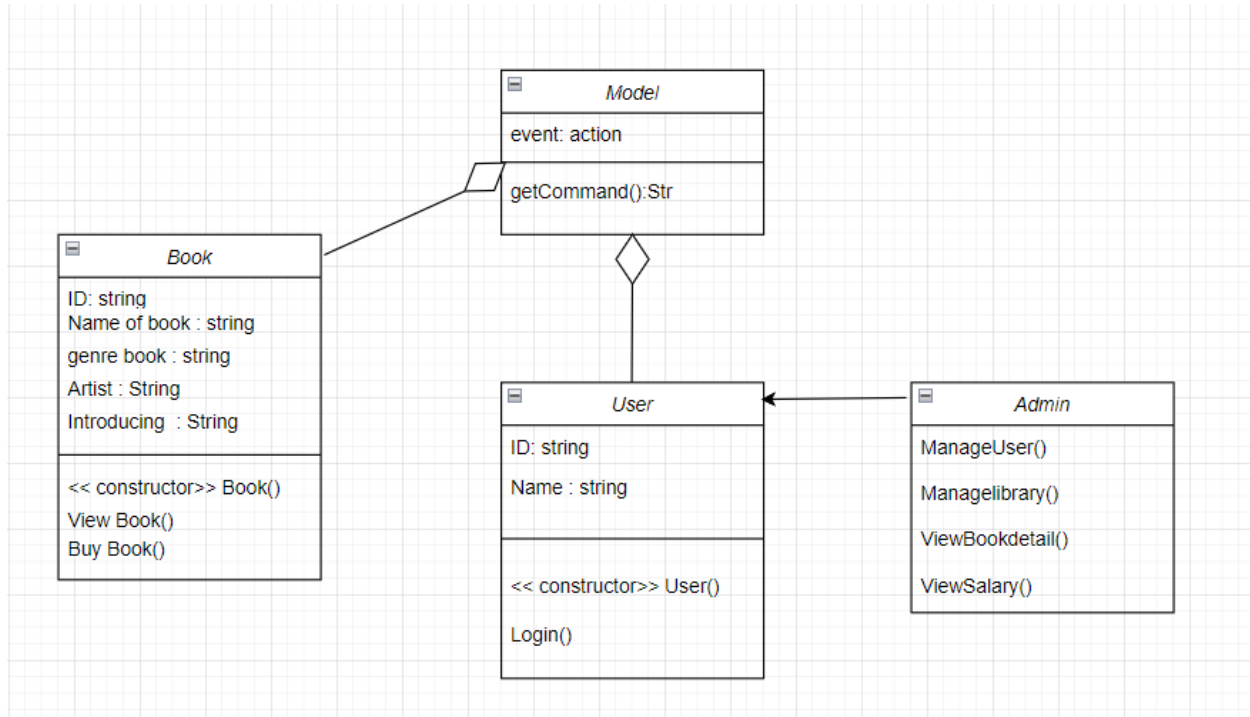 Model
event: action
getCommand():Str
Book
ID: string
Name of book : string
genre book : string
Artist : String
Introducing  : String
<< constructor>> Book()
View Book()
Buy Book()
User
ID: string
Name : string
<< constructor>> User()
Login()
Admin
ManageUser()
Managelibrary()
ViewBookdetail()
ViewSalary()